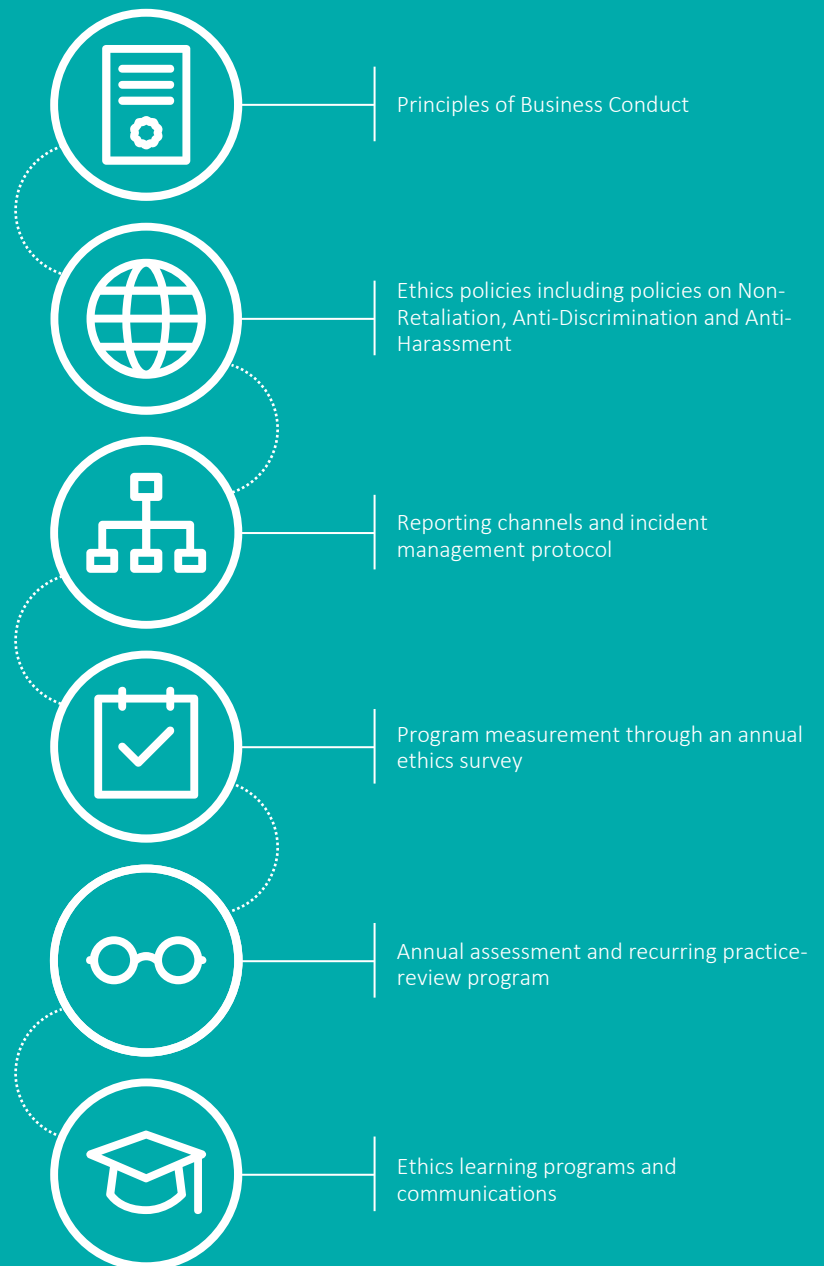 Principles of Business Conduct
Ethics policies including policies on Non-
Retaliation, Anti-Discrimination and Anti-
Harassment
Reporting channels and incident
management protocol
Program measurement through an annual
ethics survey
Annual assessment and recurring practice-
review program
Ethics learning programs and
communications